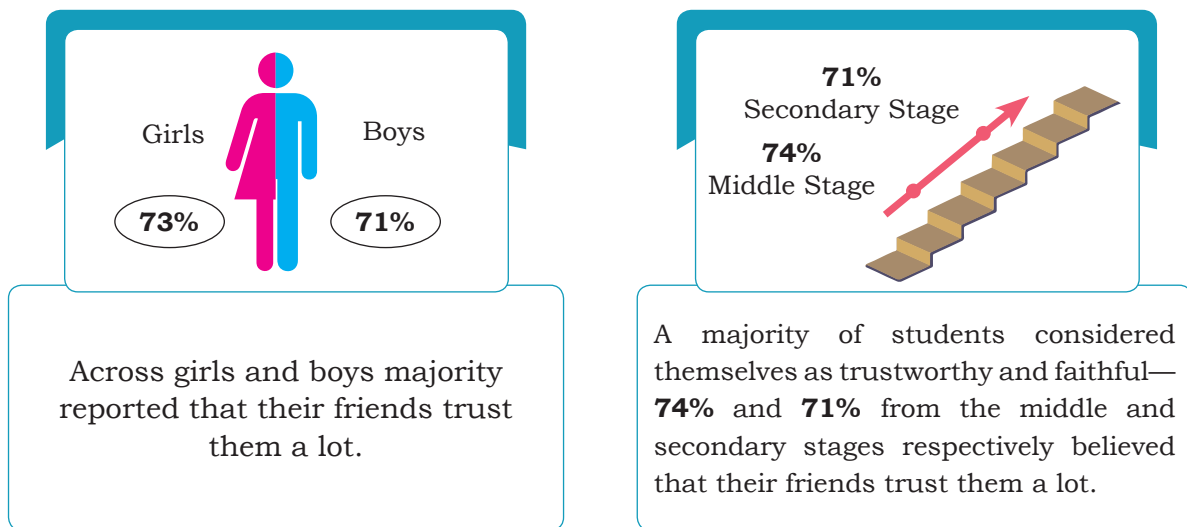 Girls
Boys
73%
71%
Across girls and boys majority
reported that their friends trust
them a lot.
71%
Secondary Stage
74%
Middle Stage
A majority of students considered
themselves as trustworthy and faithful—
74% and 71% from the middle and
secondary stages respectively believed
that their friends trust them a lot.